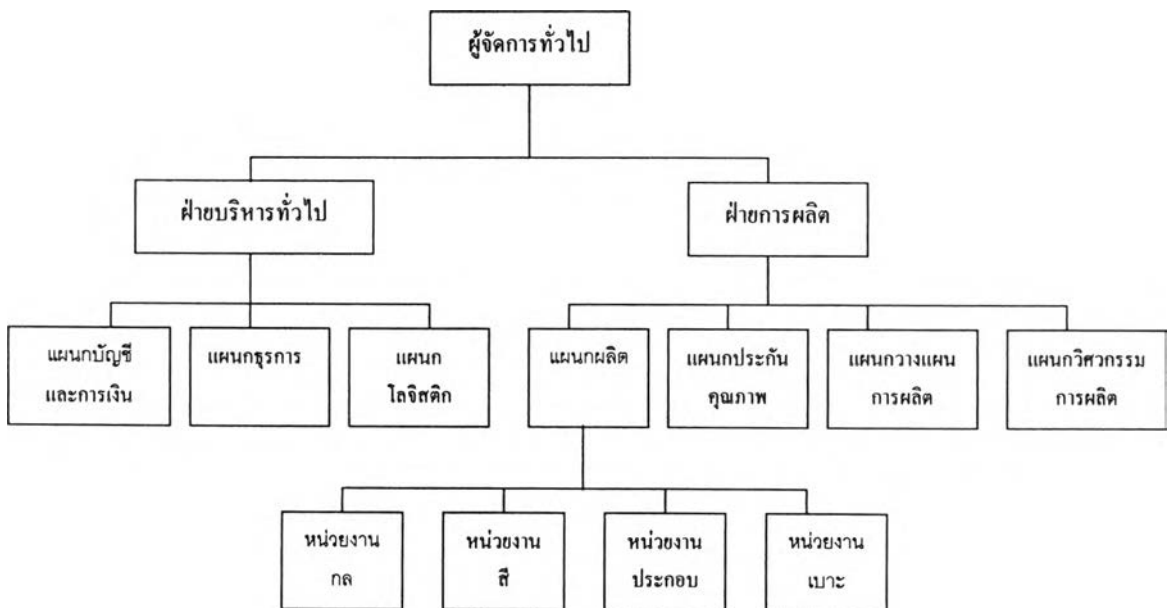 ผู้จัดการทั่วไป
ฝ่ายบริหารทั่วไป
ฝ่ายการผลิต
แผนกบัญชี
และการเงิน
แผนกธุรการ
แผนก
โลจิสติก
แผนกผลิต
แผนกประกัน
คุณภาพ
แผนกวางแผน
การผลิต
แผนกวิศวกรรม
การผลิต
หน่วยงาน
กล
หน่วยงาน
สี
หน่วยงาน
ประกอบ
หน่วยงาน
เบาะ